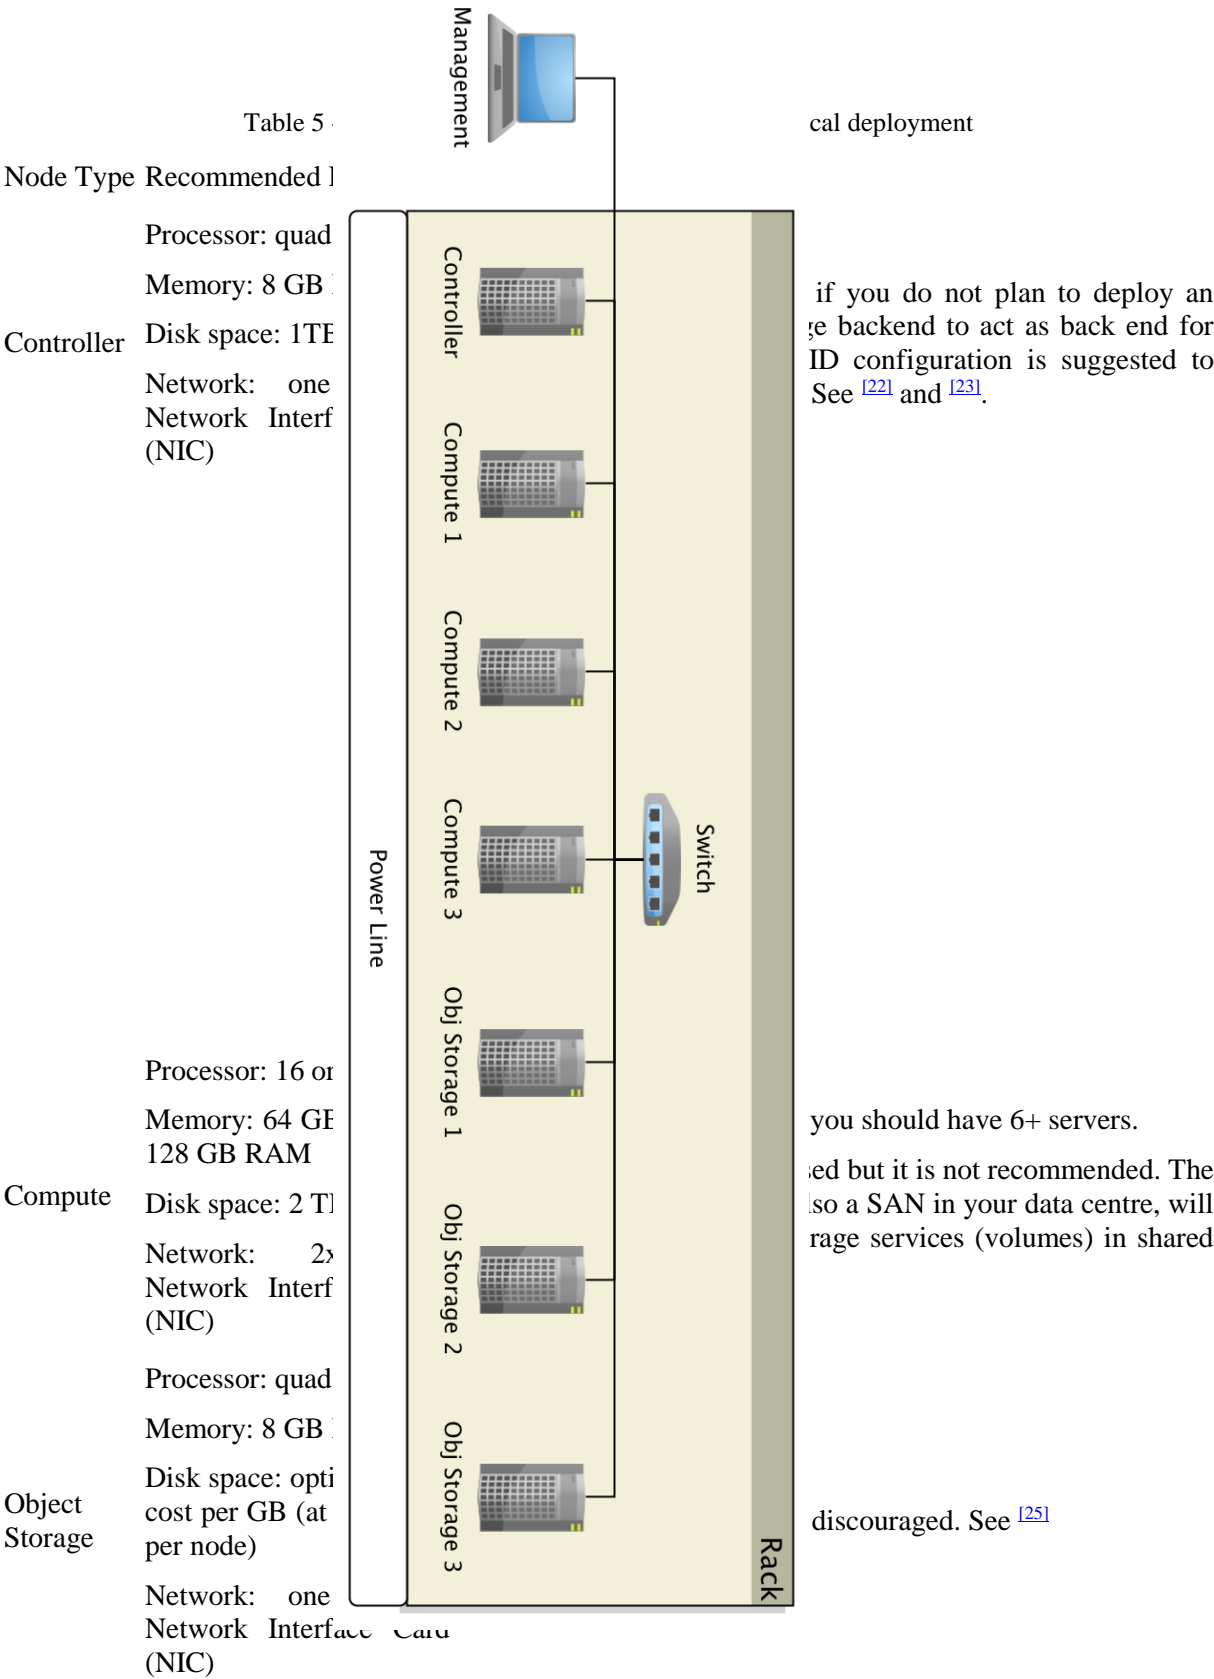 Table 5
cal deployment
Node Type Recommended
Controller
Processor: quad
Memory: 8 GB
Disk space: 1TB
Network: one
Network Interf
(NIC)
if you do not plan to deploy an
ge backend to act as back end for
ID configuration is suggested to
See [22] and [23].
Compute
Processor: 16 or
Memory: 64 GB
128 GB RAM
Disk space: 2
Network: 2x
Network Interf
(NIC)
you should have 6+ servers.
sed but it is not recommended. The
lso a SAN in your data centre, will
rage services (volumes) in shared
Object
Storage
Processor: quad
Memory: 8 GB
Disk space: opti
cost per GB (at
per node)
Network: one
Network Interface Card
(NIC)
discouraged. See [25]
Management
Controller
Compute 1
Compute 2
Compute 3
Obj Storage 1
Obj Storage 2
Obj Storage 3
Switch
Power Line
Rack